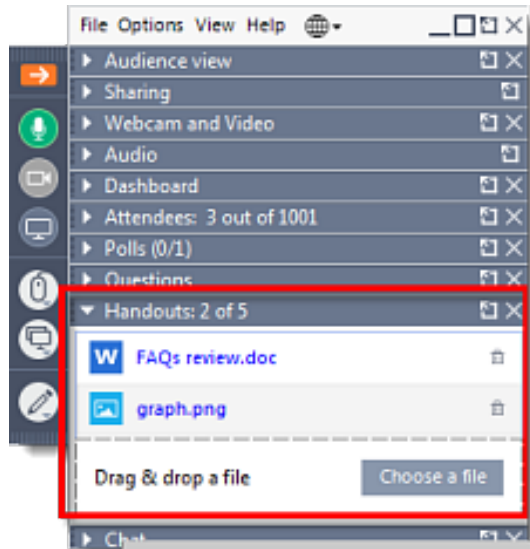 File Options View Help
Audience view
Sharing
Webcam and Video
Audio
Dashboard
Attendees: 3 out of 1001
Polls (0/1)
Questions
Handouts: 2 of 5
W FAQs review.doc
graph.png
Drag & drop a file Choose a file
Chat